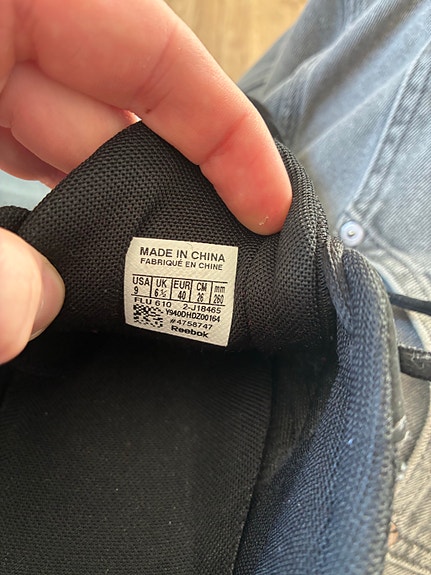 MADE IN CHINA
FABRIQUÉ EN CHINE
USA UK EUR CM mm
9 6½ 40 26 260
FLU 610 2-J18465
Y940DHDZ00164
#4758747
Reebok